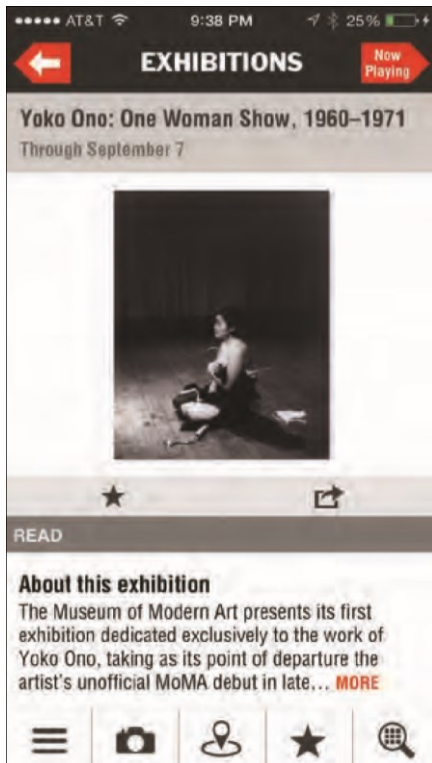 AT&T 9:38 PM 25%
EXHIBITIONS
Now
Playing
Yoko Ono: One Woman Show, 1960–1971
Through September 7
READ
About this exhibition
The Museum of Modern Art presents its first
exhibition dedicated exclusively to the work of
Yoko Ono, taking as its point of departure the
artist's unofficial MoMA debut in late... MORE